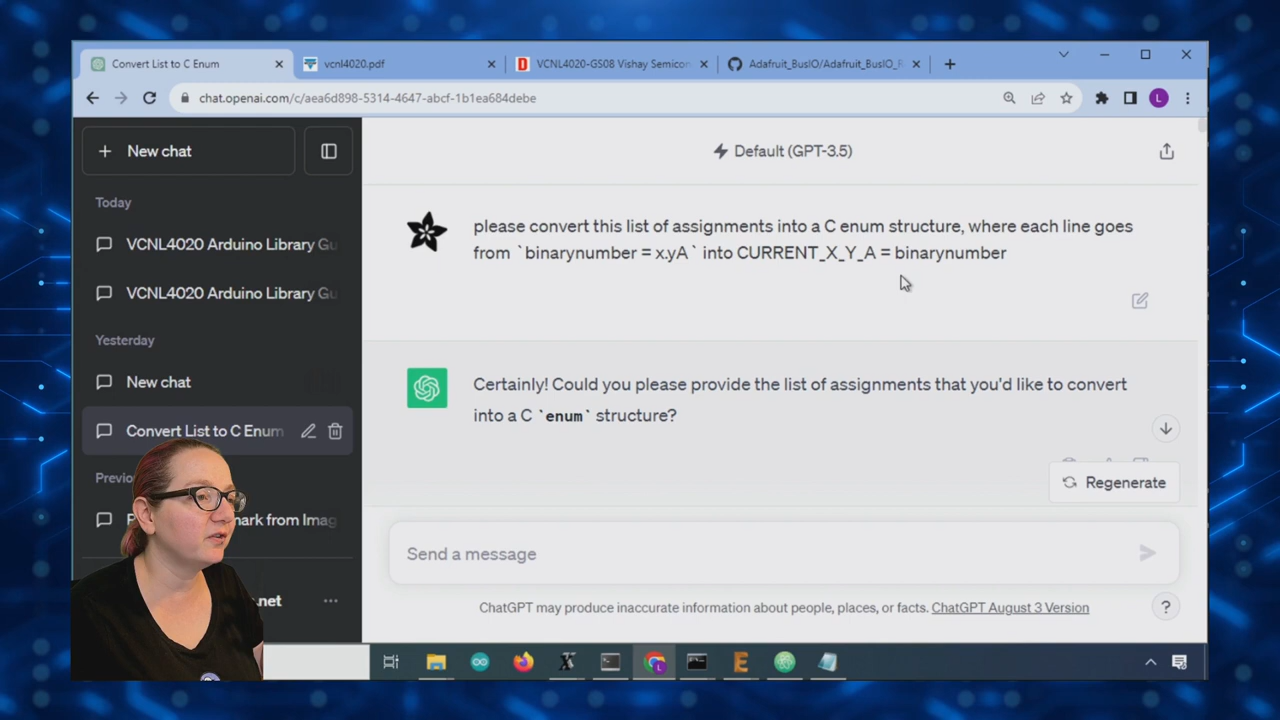 Convert List to C Enum
vcnl4020.pdf
VCNL4020-GS08 Vishay Semicon
Adafruit_BusIO/Adafruit_BusIO_R
chat.openai.com/c/aea6d898-5314-4647-abcf-1b1ea684debe
L
New chat
Default (GPT-3.5)
Today
VCNL4020 Arduino Library Gu
VCNL4020 Arduino Library Gu
Yesterday
New chat
Convert List to C Enum
Previo
mark from Imag
.net
please convert this list of assignments into a C enum structure, where each line goes
from `binarynumber = x.yA` into CURRENT_X_Y_A = binarynumber
Certainly! Could you please provide the list of assignments that you'd like to convert
into a C `enum` structure?
Regenerate
Send a message
ChatGPT may produce inaccurate information about people, places, or facts. ChatGPT August 3 Version
?